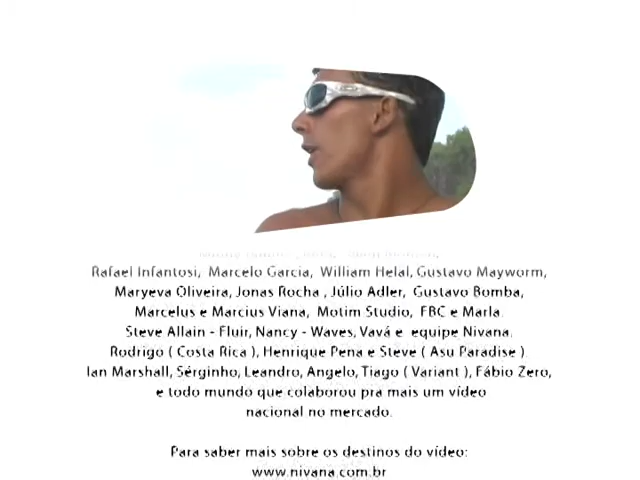 Rafael Infantosi, Marcelo Garcia, William Helal, Gustavo Mayworm,
Maryeva Oliveira, Jonas Rocha , Júlio Adler, Gustavo Bomba,
Marcelus e Marcius Viana, Motim Studio, FBC e Marla.
Steve Allain - Fluir, Nancy - Waves, Vavá e equipe Nivana.
Rodrigo ( Costa Rica ), Henrique Pena e Steve ( Asu Paradise ).
Ian Marshall, Sérginho, Leandro, Angelo, Tiago ( Variant ), Fábio Zero,
e todo mundo que colaborou pra mais um vídeo
nacional no mercado.
Para saber mais sobre os destinos do vídeo:
www.nivana.com.br